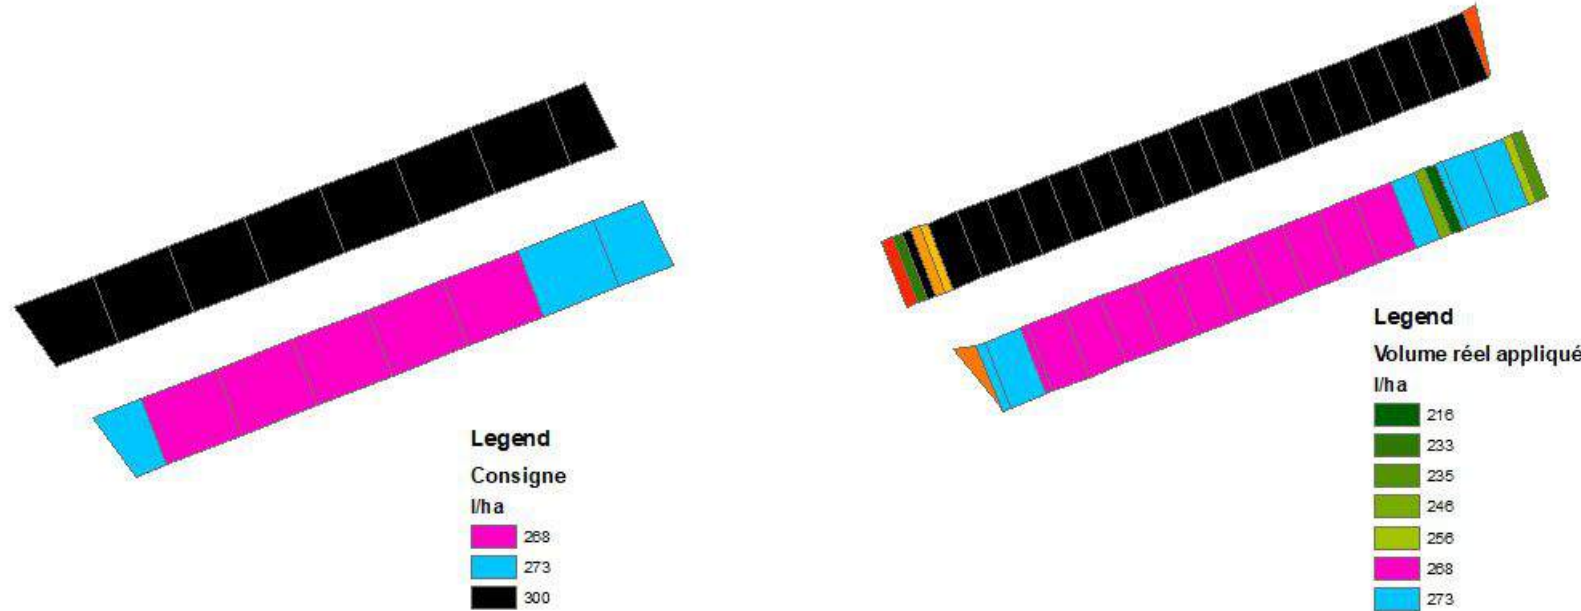 Legend
Consigne
l/ha
268
273
300
Legend
Volume réel appliqué
l/ha
216
233
235
246
256
268
273